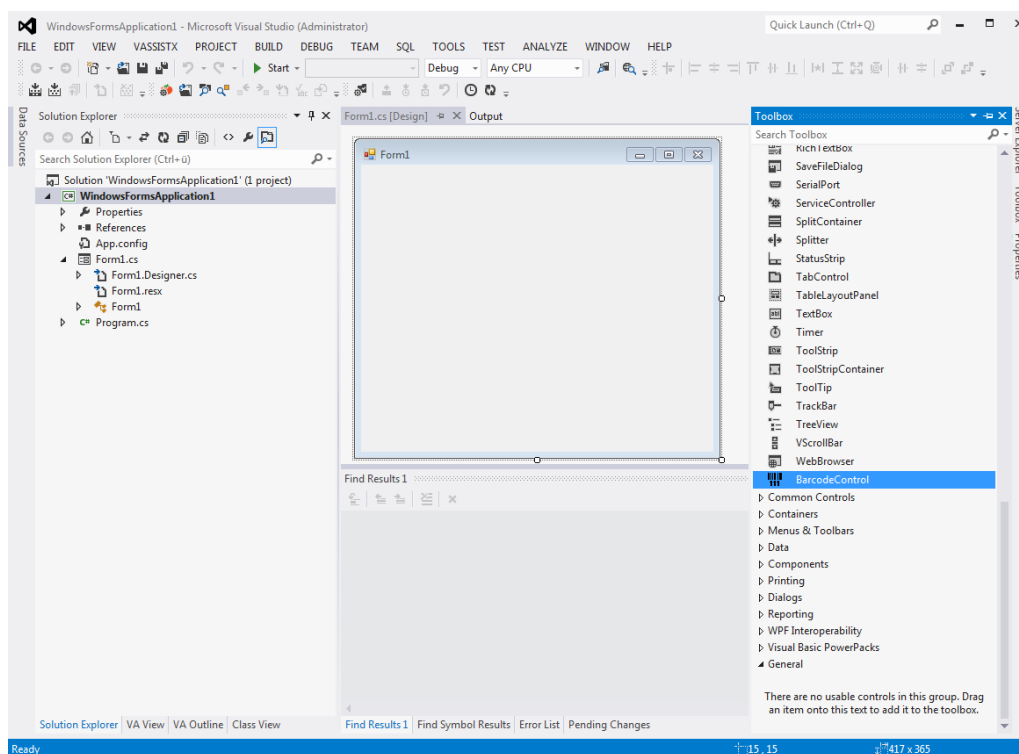 WindowsFormsApplication1 - Microsoft Visual Studio (Administrator)
Quick Launch (Ctrl+Q)
FILE EDIT VIEW VASSISTX PROJECT BUILD DEBUG TEAM SQL TOOLS TEST ANALYZE WINDOW HELP
Start
Debug
Any CPU
Data Sources
Solution Explorer
Search Solution Explorer (Ctrl+ü)
Solution 'WindowsFormsApplication1' (1 project)
WindowsFormsApplication1
Properties
References
App.config
Form1.cs
Form1.Designer.cs
Form1.resx
Form1
Program.cs
Solution Explorer VA View VA Outline Class View
Form1.cs [Design] Output
Form1
Find Results 1
Find Results 1 Find Symbol Results Error List Pending Changes
Toolbox
Search Toolbox
RichTextBox
SaveFileDialog
SerialPort
ServiceController
SplitContainer
Splitter
StatusStrip
TabControl
TableLayoutPanel
TextBox
Timer
ToolStrip
ToolStripContainer
ToolTip
TrackBar
TreeView
VScrollBar
WebBrowser
BarcodeControl
Common Controls
Containers
Menus & Toolbars
Data
Components
Printing
Dialogs
Reporting
WPF Interoperability
Visual Basic PowerPacks
General
There are no usable controls in this group. Drag
an item onto this text to add it to the toolbox.
Server Explorer
Toolbox
Properties
Ready
15 , 15
417 x 365